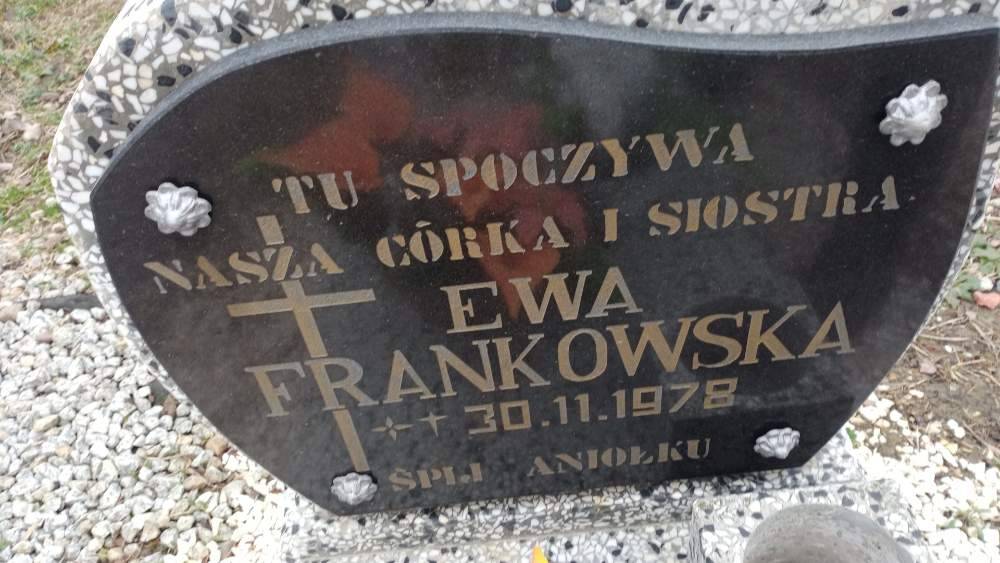 TU SPOCZYWA
NASZA CÓRKA I SIOSTRA
EWA
FRANKOWSKA
30.11.1978
ŚPIJ ANIOŁKU